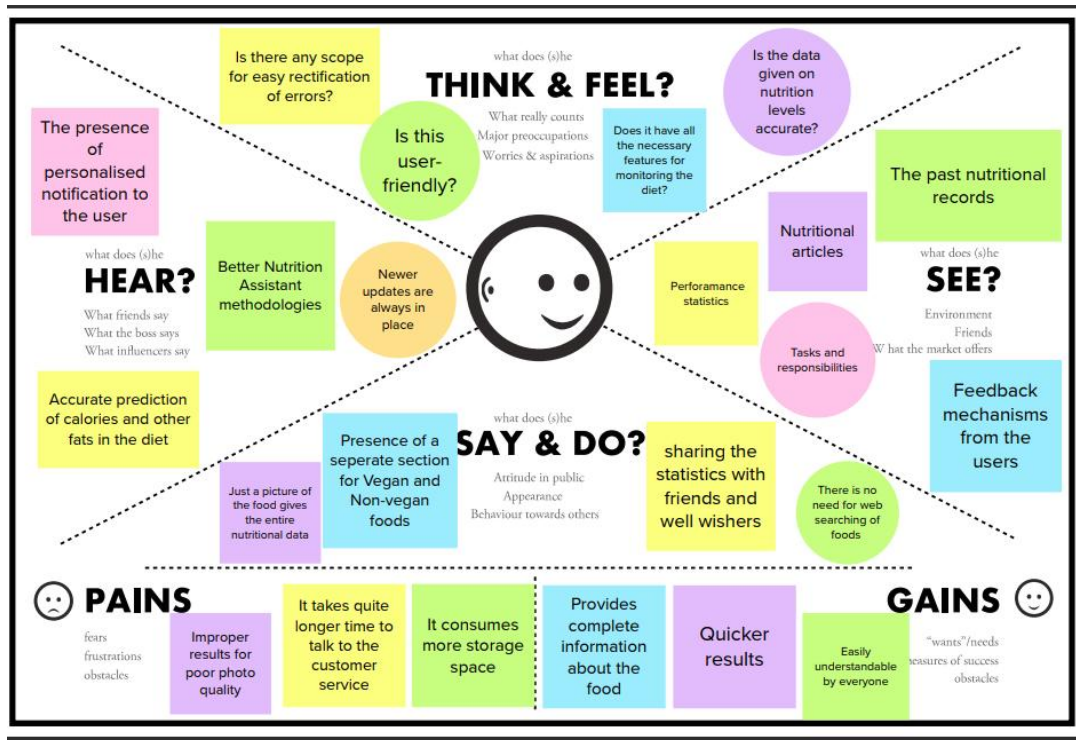 what does (s)he
THINK & FEEL?
What really counts
Major preoccupations
Worries & aspirations
Is there any scope
for easy rectification
of errors?
Is this
user-
friendly?
Does it have all
the necessary
features for
monitoring the
diet?
Is the data
given on
nutrition
levels
accurate?
The presence
of
personalised
notification to
the user
what does (s)he
HEAR?
What friends say
What the boss says
What influencers say
Better Nutrition
Assistant
methodologies
Newer
updates are
always in
place
Accurate prediction
of calories and other
fats in the diet
The past nutritional
records
Nutritional
articles
what does (s)he
SEE?
Environment
Friends
W hat the market offers
Perforamance
statistics
Tasks and
responsibilities
Feedback
mechanisms
from the
users
what does (s)he
SAY & DO?
Attitude in public
Appearance
Behaviour towards others
Just a picture of
the food gives
the entire
nutritional data
Presence of a
seperate section
for Vegan and
Non-vegan
foods
sharing the
statistics with
friends and
well wishers
There is no
need for web
searching of
foods
PAINS
fears
frustrations
obstacles
Improper
results for
poor photo
quality
It takes quite
longer time to
talk to the
customer
service
It consumes
more storage
space
Provides
complete
information
about the
food
Quicker
results
Easily
understandable
by everyone
GAINS
“wants”/needs
easures of success
obstacles